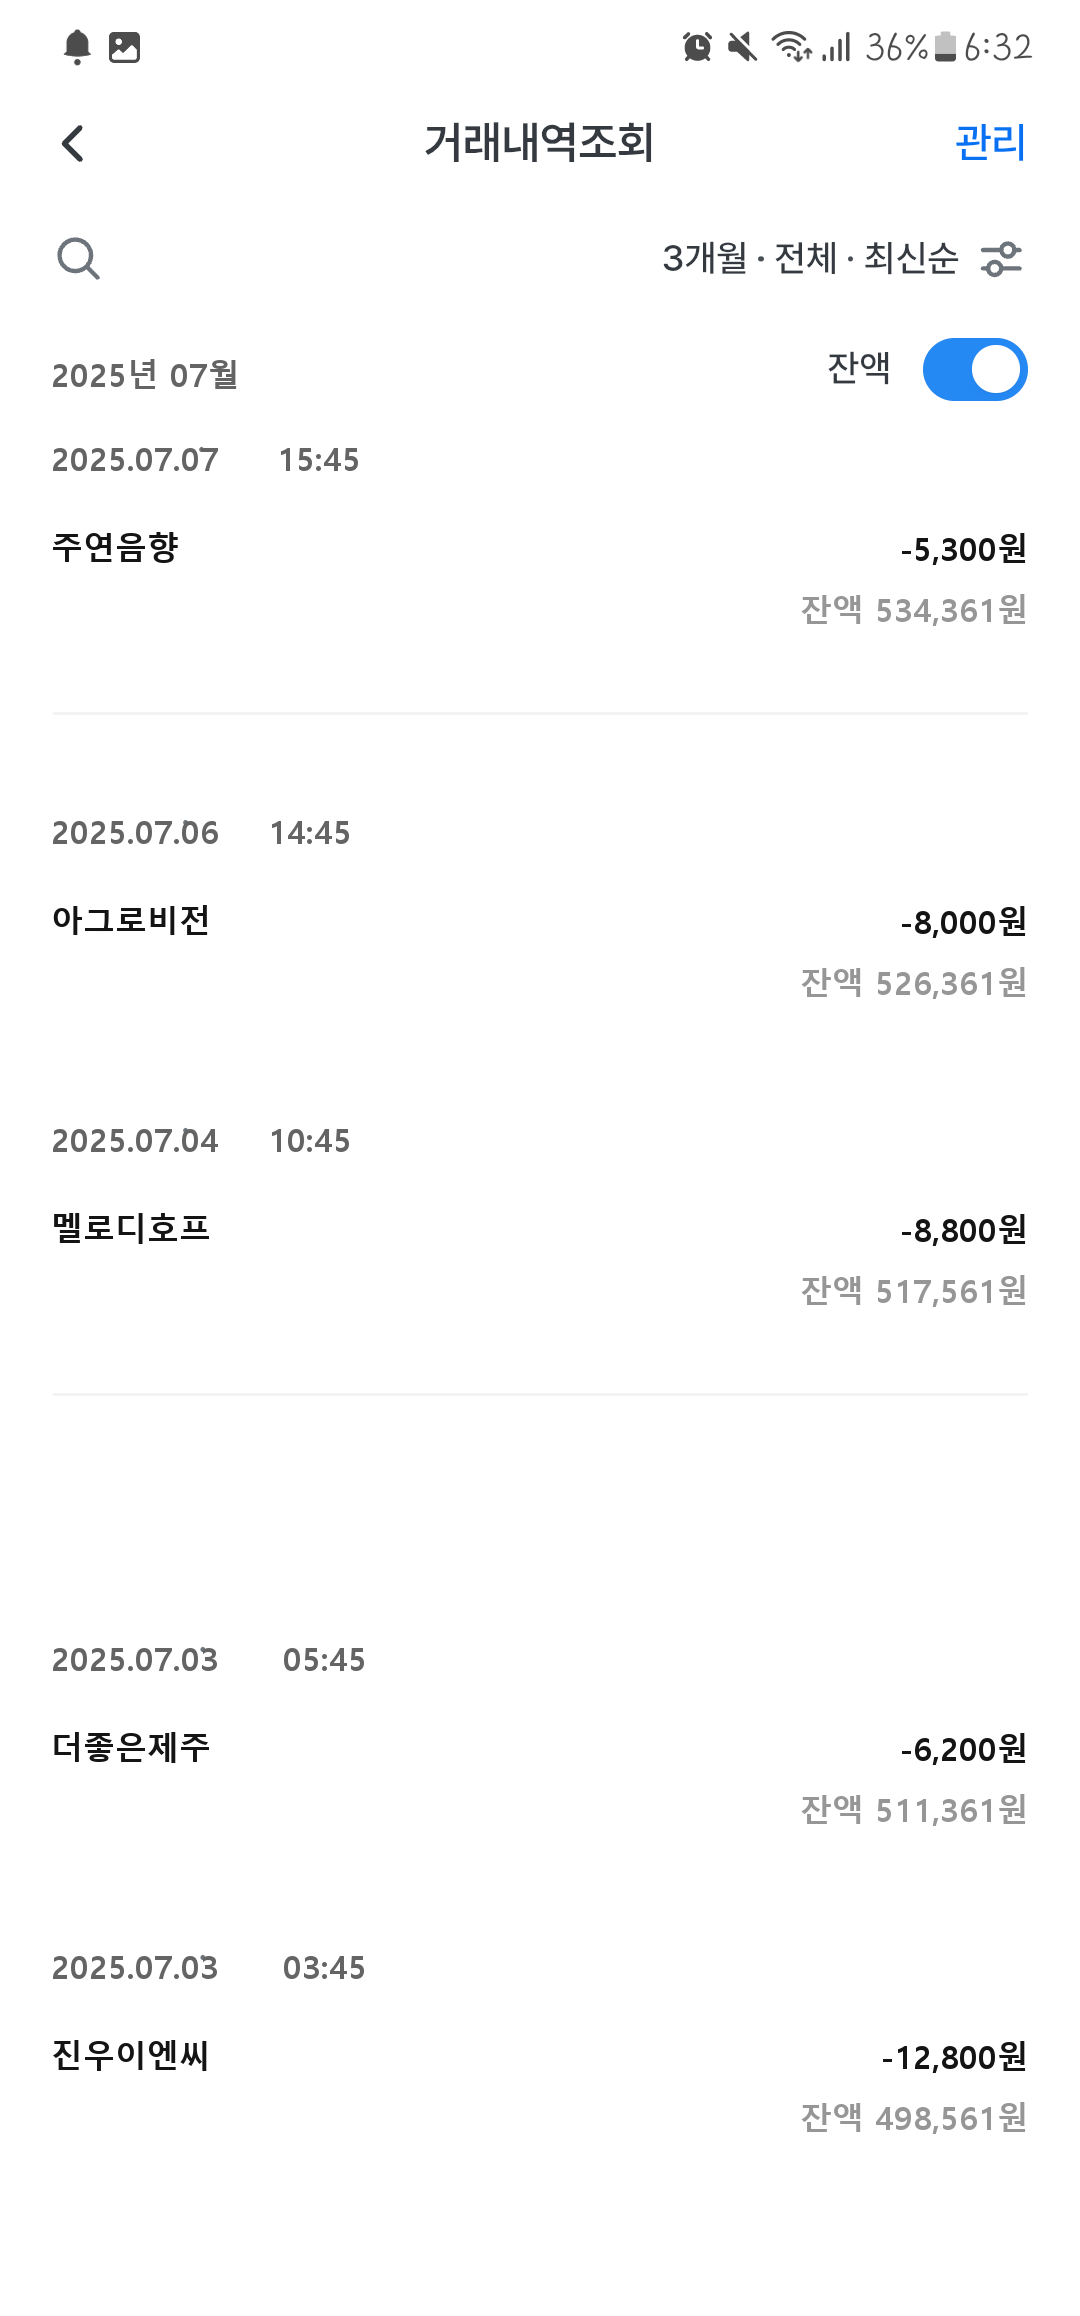 36% 6:32
거래내역조회 관리
3개월 · 전체 · 최신순
2025년 07월 잔액
2025.07.07 15:45
주연음향 -5,300원
잔액 534,361원
2025.07.06 14:45
아그로비전 -8,000원
잔액 526,361원
2025.07.04 10:45
멜로디호프 -8,800원
잔액 517,561원
2025.07.03 05:45
더좋은제주 -6,200원
잔액 511,361원
2025.07.03 03:45
진우이엔씨 -12,800원
잔액 498,561원